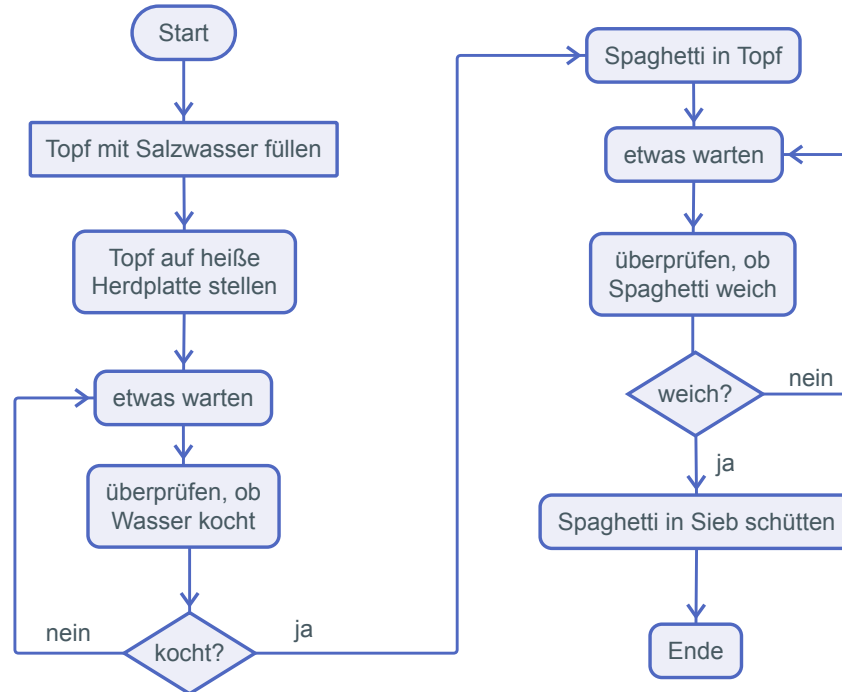 Start
Topf mit Salzwasser füllen
Topf auf heiße
Herdplatte stellen
etwas warten
überprüfen, ob
Wasser kocht
nein
kocht?
ja
Spaghetti in Topf
etwas warten
überprüfen, ob
Spaghetti weich
weich?
nein
ja
Spaghetti in Sieb schütten
Ende